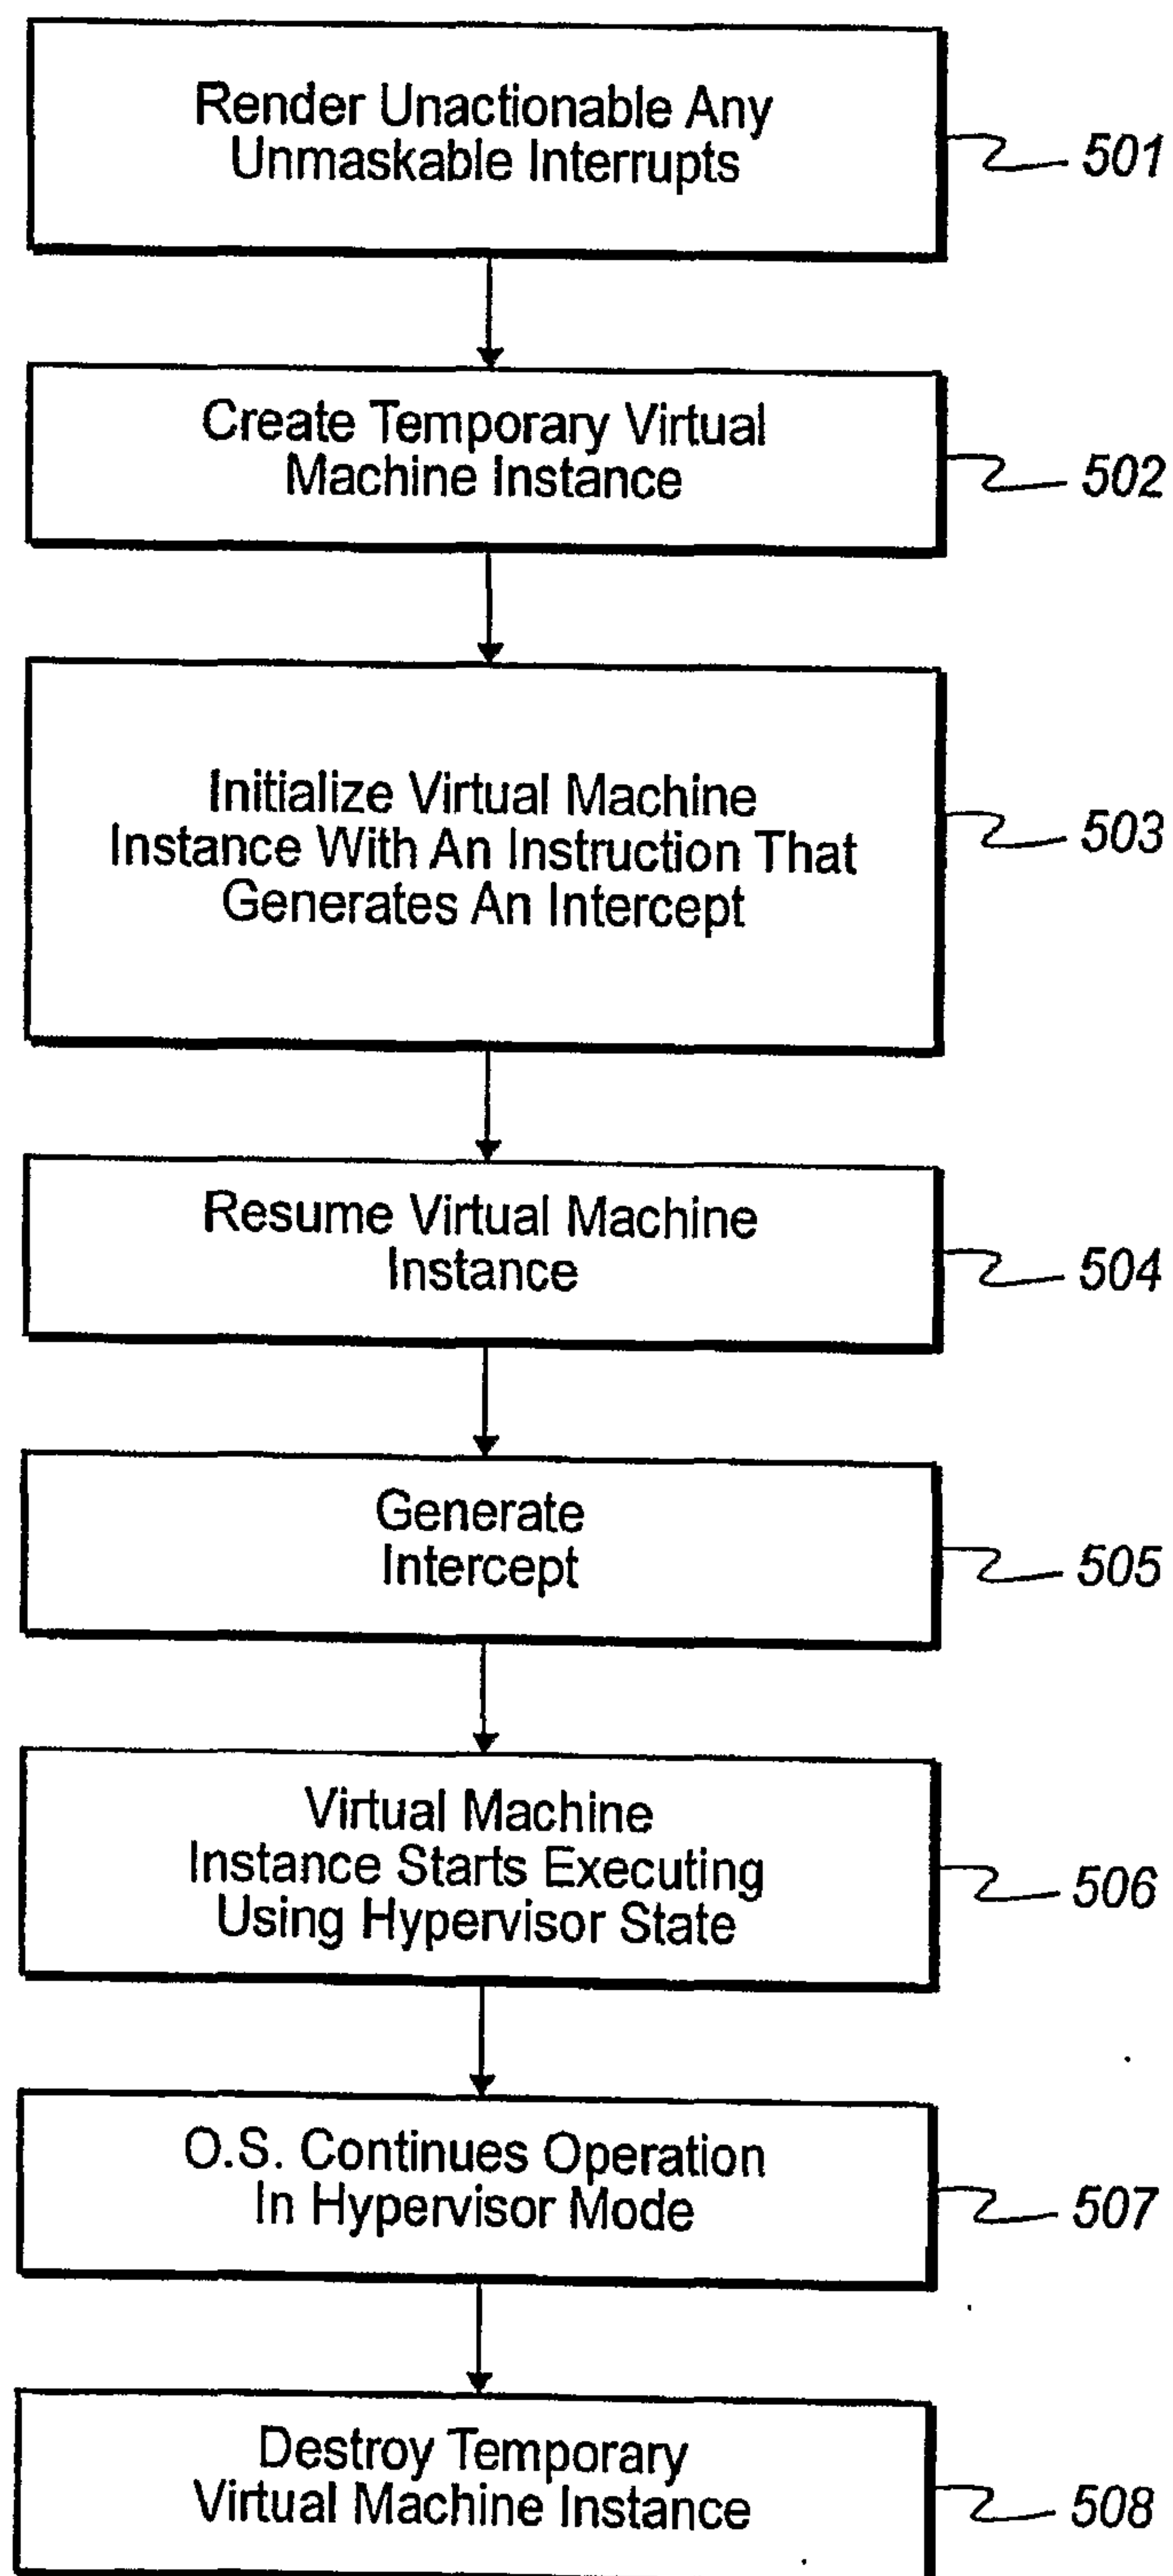 Render Unactionable Any
Unmaskable Interrupts
501
Create Temporary Virtual
Machine Instance
502
Initialize Virtual Machine
Instance With An Instruction That
Generates An Intercept
503
Resume Virtual Machine
Instance
504
Generate
Intercept
505
Virtual Machine
Instance Starts Executing
Using Hypervisor State
506
O.S. Continues Operation
In Hypervisor Mode
507
Destroy Temporary
Virtual Machine Instance
508